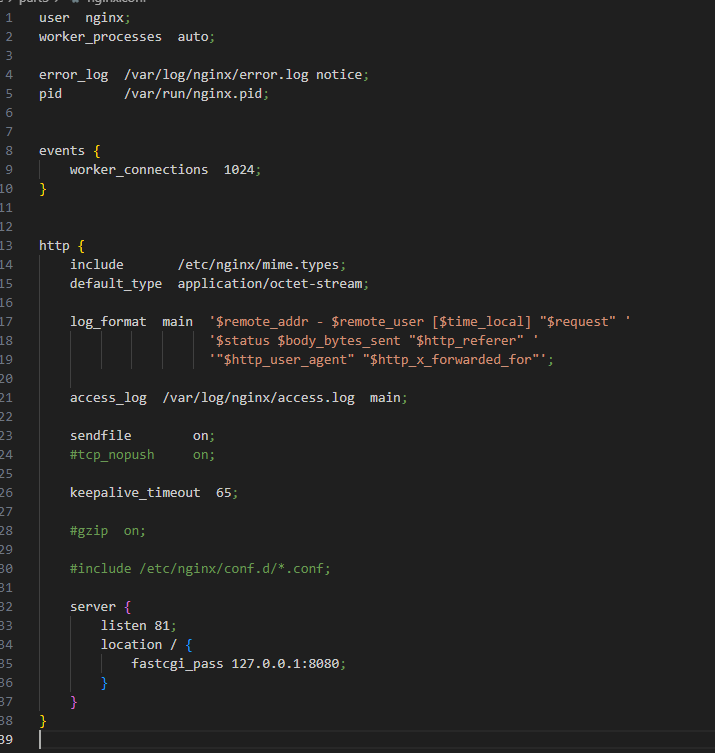 1 user  nginx;
2 worker_processes  auto;
3
4 error_log  /var/log/nginx/error.log notice;
5 pid        /var/run/nginx.pid;
6
7
8 events {
9     worker_connections  1024;
10 }
11
12
13 http {
14     include       /etc/nginx/mime.types;
15     default_type  application/octet-stream;
16
17     log_format  main  '$remote_addr - $remote_user [$time_local] "$request" '
18                       '$status $body_bytes_sent "$http_referer" '
19                       '"$http_user_agent" "$http_x_forwarded_for"';
20
21     access_log  /var/log/nginx/access.log  main;
22
23     sendfile        on;
24     #tcp_nopush     on;
25
26     keepalive_timeout  65;
27
28     #gzip  on;
29
30     #include /etc/nginx/conf.d/*.conf;
31
32     server {
33         listen 81;
34         location / {
35             fastcgi_pass 127.0.0.1:8080;
36         }
37     }
38 }
39